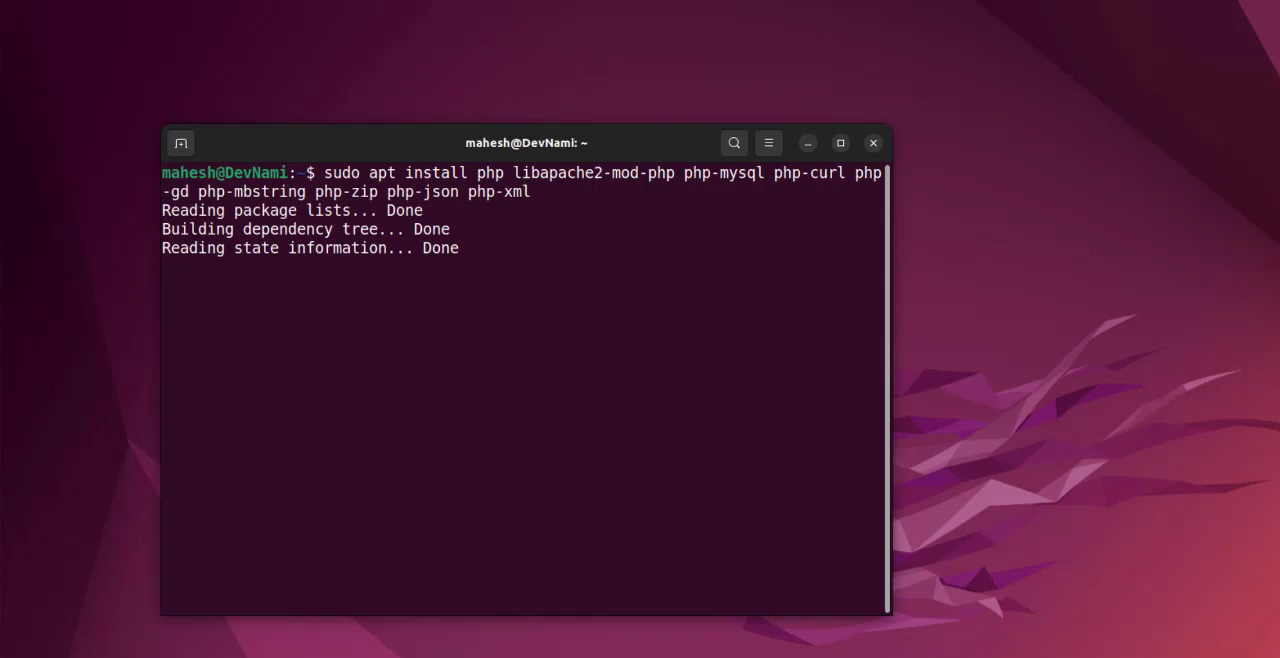 mahesh@DevNami: ~
mahesh@DevNami:~$ sudo apt install php libapache2-mod-php php-mysql php-curl php
-gd php-mbstring php-zip php-json php-xml
Reading package lists... Done
Building dependency tree... Done
Reading state information... Done